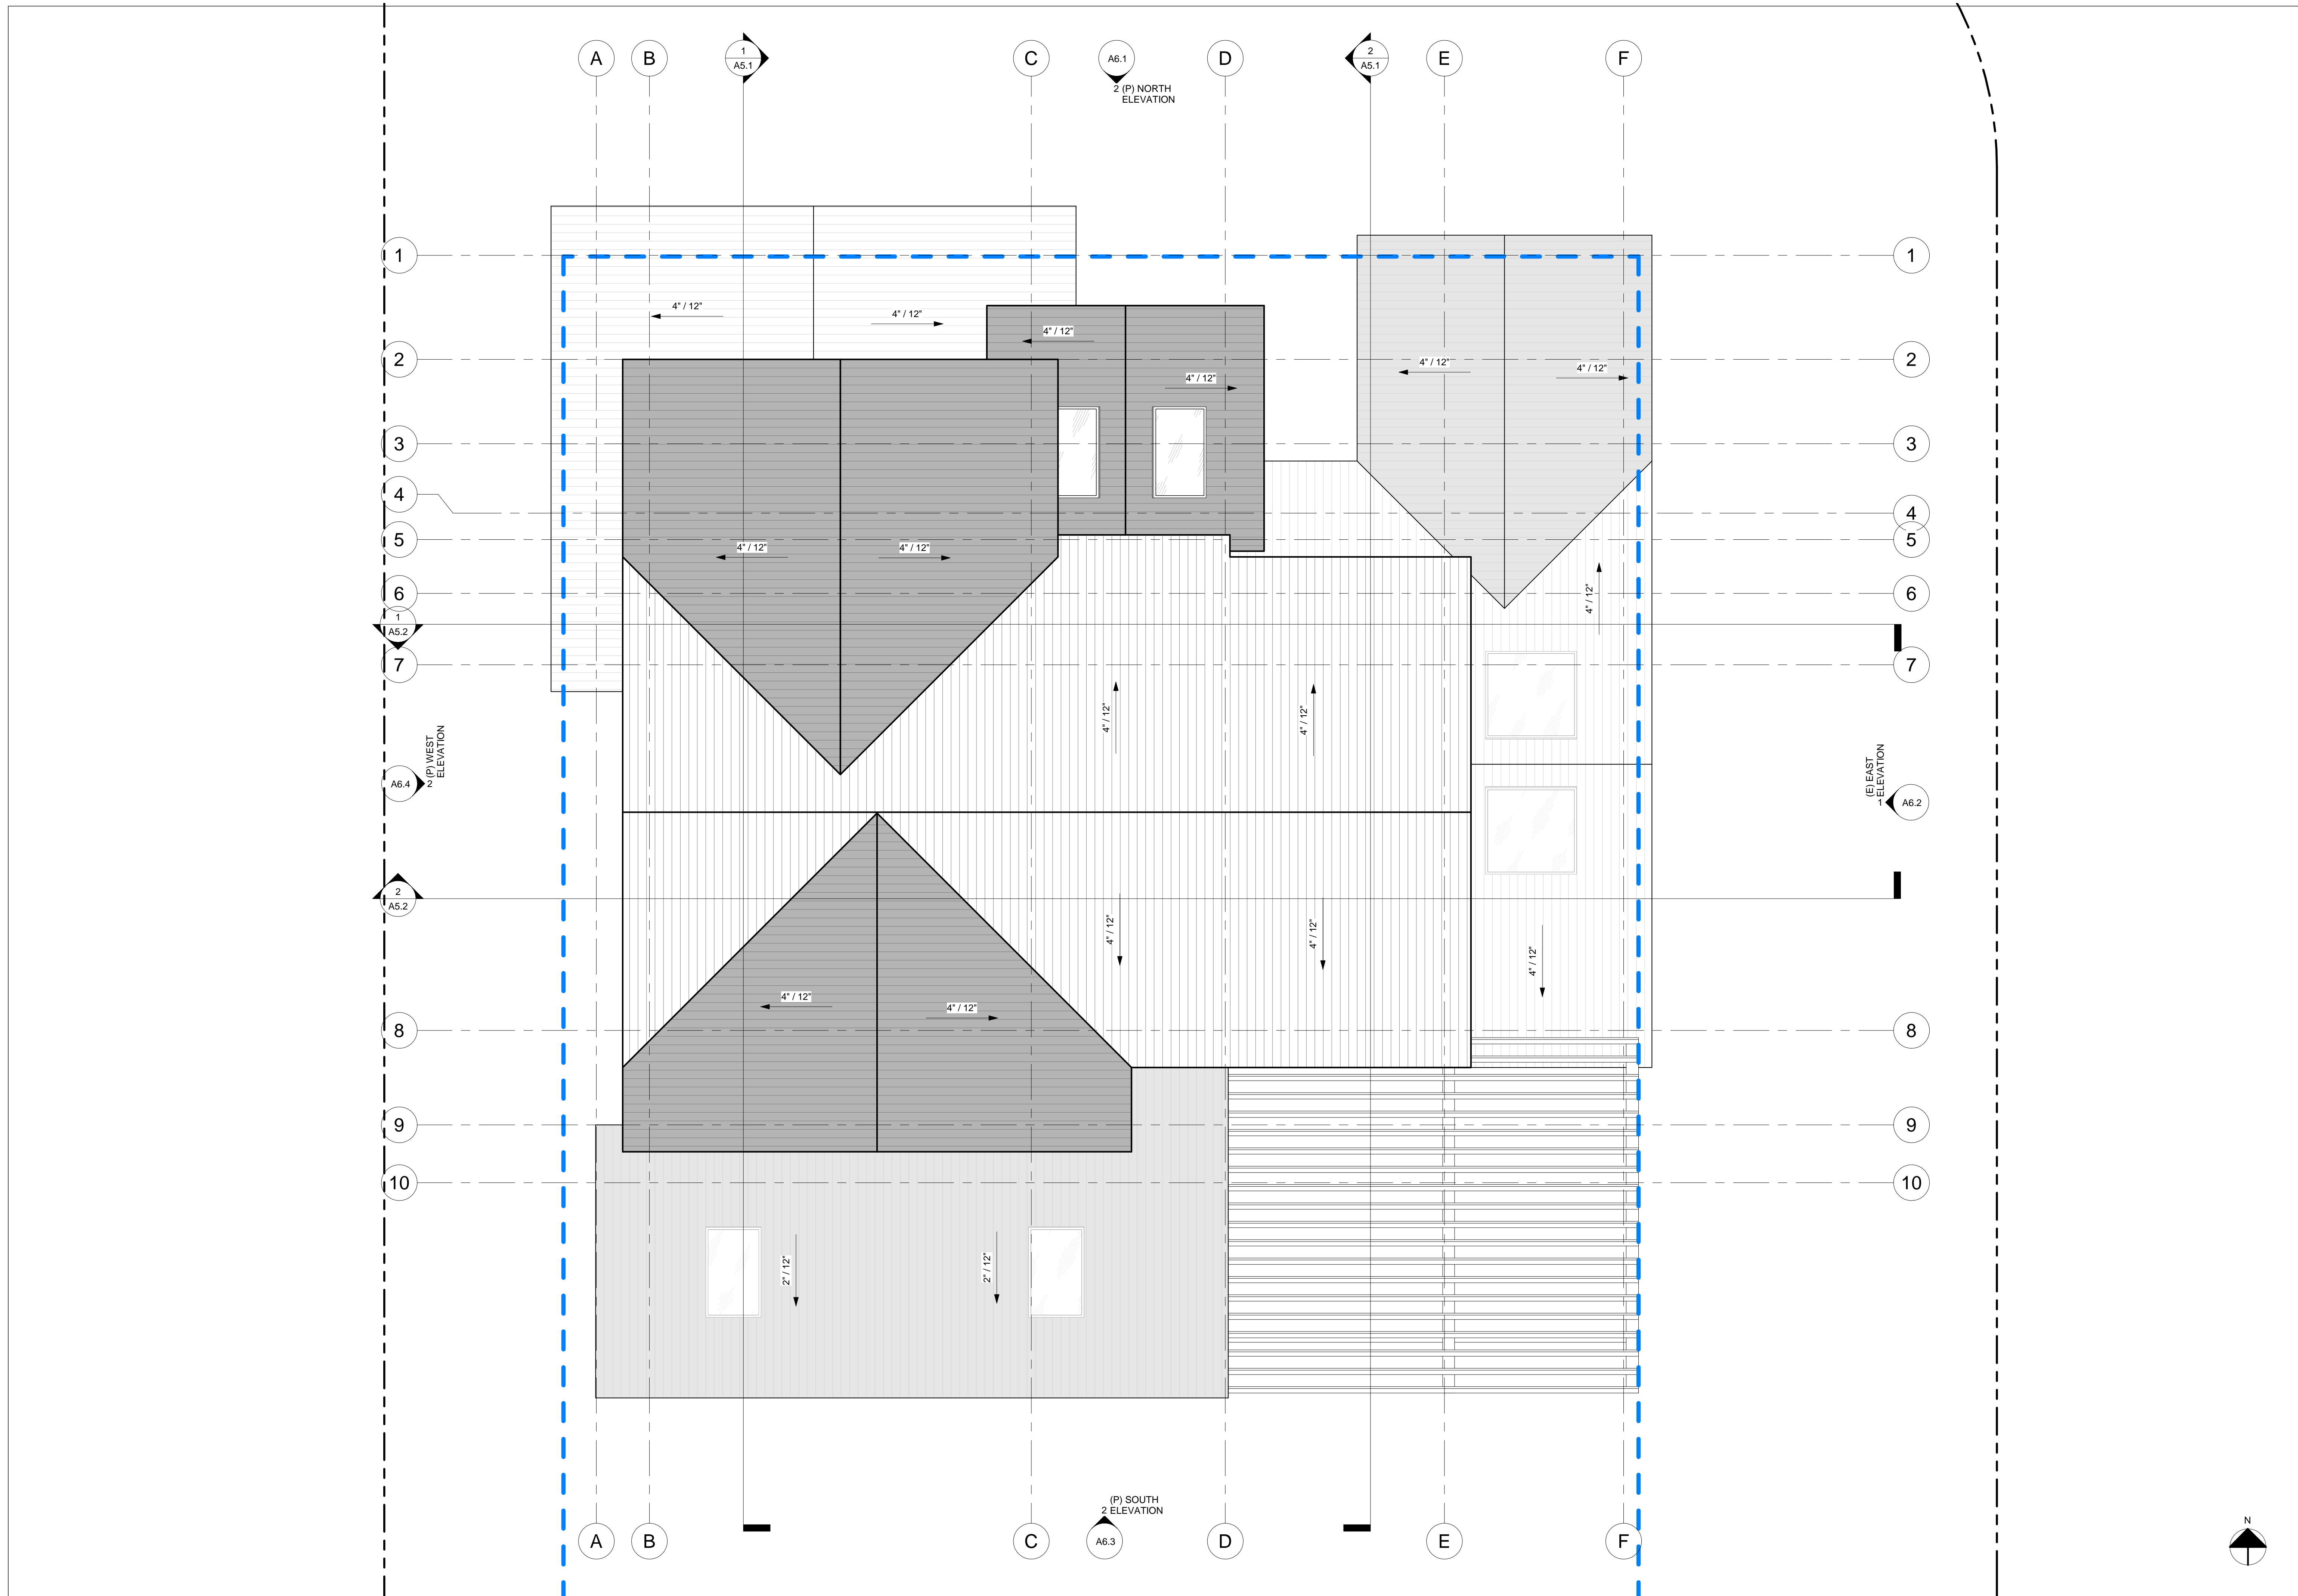 A
B
1
A5.1
C
A6.1
D
2
A5.1
E
F
2 (P) NORTH
ELEVATION
1
1
4" / 12"
4" / 12"
4" / 12"
2
2
4" / 12"
4" / 12"
4" / 12"
3
3
4
4
5
5
4" / 12"
4" / 12"
6
6
4" / 12"
1
A5.2
7
7
4" / 12"
4" / 12"
(P) WEST
ELEVATION
2
A6.4
(E) EAST
ELEVATION
1
A6.2
2
A5.2
4" / 12"
4" / 12"
4" / 12"
4" / 12"
4" / 12"
8
8
9
9
10
10
2" / 12"
2" / 12"
(P) SOUTH
2 ELEVATION
A
B
C
A6.3
D
E
F
N